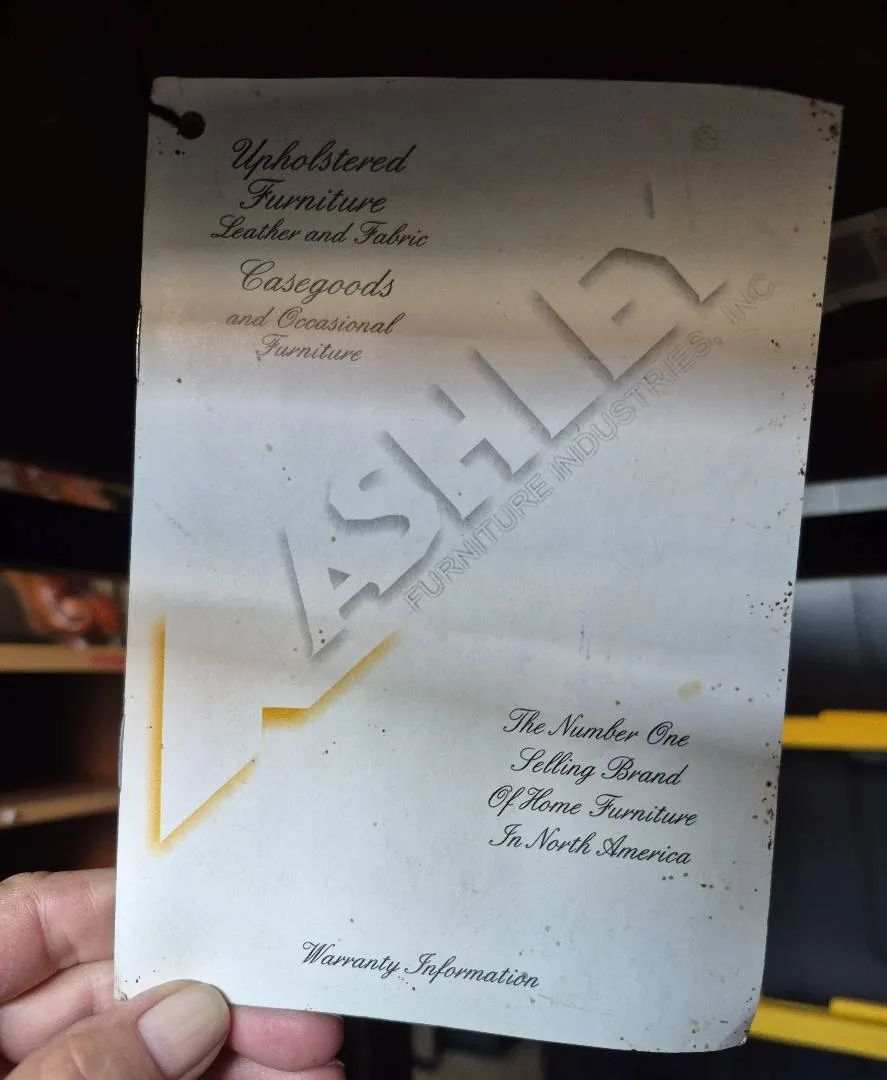 Upholstered
Furniture
Leather and Fabric
Casegoods
and Occasional
Furniture
®
ASHLEY
FURNITURE INDUSTRIES, INC
The Number One
Selling Brand
Of Home Furniture
In North America
Warranty Information